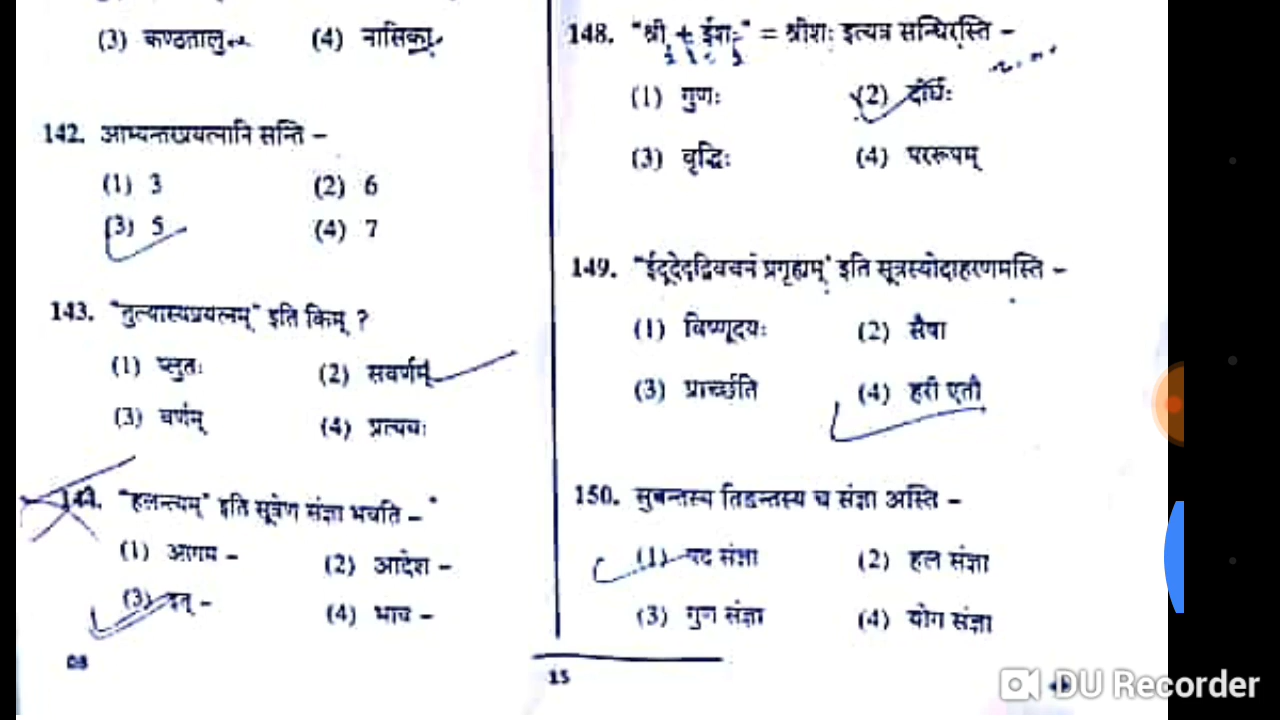 (3) कण्ठतालु (4) नासिका
142. आभ्यन्तरप्रयत्नानि सन्ति –
(1) 3 (2) 6
(3) 5 (4) 7
143. "तुल्यास्यप्रयत्नम्" इति किम् ?
(1) प्लुतः (2) सवर्णम्
(3) वर्णम् (4) प्रत्ययः
144. "हलन्त्यम्" इति सूत्रेण संज्ञा भवति –
(1) आगम – (2) आदेश –
(3) इत् – (4) भाव –
15
148. "श्री + ईशः" = श्रीशः इत्यत्र सन्धिरस्ति –
(1) गुणः (2) दीर्घः
(3) वृद्धिः (4) पररूपम्
149. "ईदूदेद्द्विवचनं प्रगृह्यम्" इति सूत्रस्योदाहरणमस्ति –
(1) विष्णूदयः (2) सैषा
(3) प्रार्च्छति (4) हरी एतौ
150. सुबन्तस्य तिङन्तस्य च संज्ञा अस्ति –
(1) पद संज्ञा (2) हल संज्ञा
(3) गुण संज्ञा (4) योग संज्ञा
DU Recorder